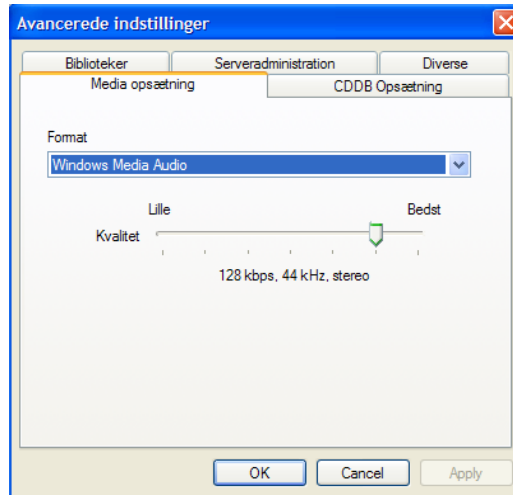 Avancerede indstillinger
Biblioteker Serveradministration Diverse
Media opsætning CDDB Opsætning
Format
Windows Media Audio
Lille Bedst
Kvalitet
128 kbps, 44 kHz, stereo
OK Cancel Apply